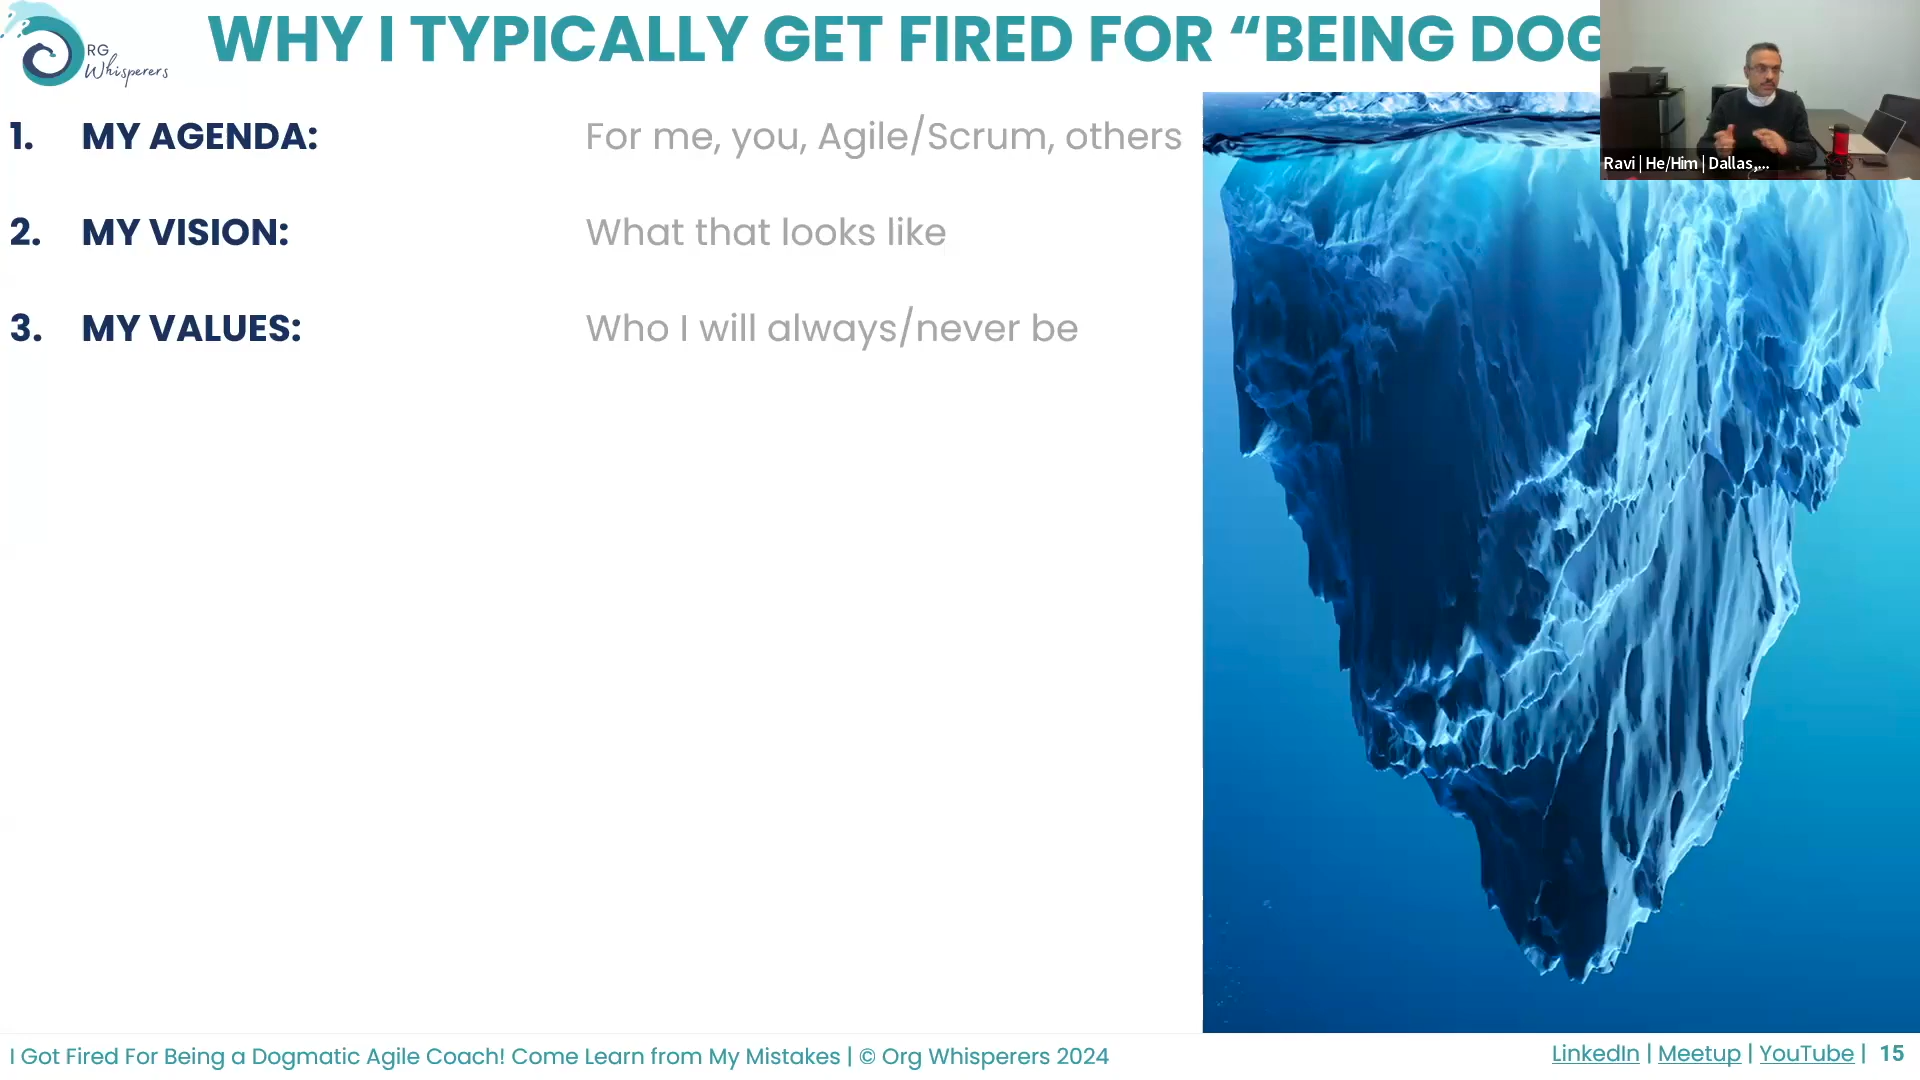 RG
Whisperers
WHY I TYPICALLY GET FIRED FOR “BEING DOG
1. MY AGENDA: For me, you, Agile/Scrum, others
2. MY VISION: What that looks like
3. MY VALUES: Who I will always/never be
Ravi | He/Him | Dallas,...
I Got Fired For Being a Dogmatic Agile Coach! Come Learn from My Mistakes | © Org Whisperers 2024
LinkedIn | Meetup | YouTube | 15